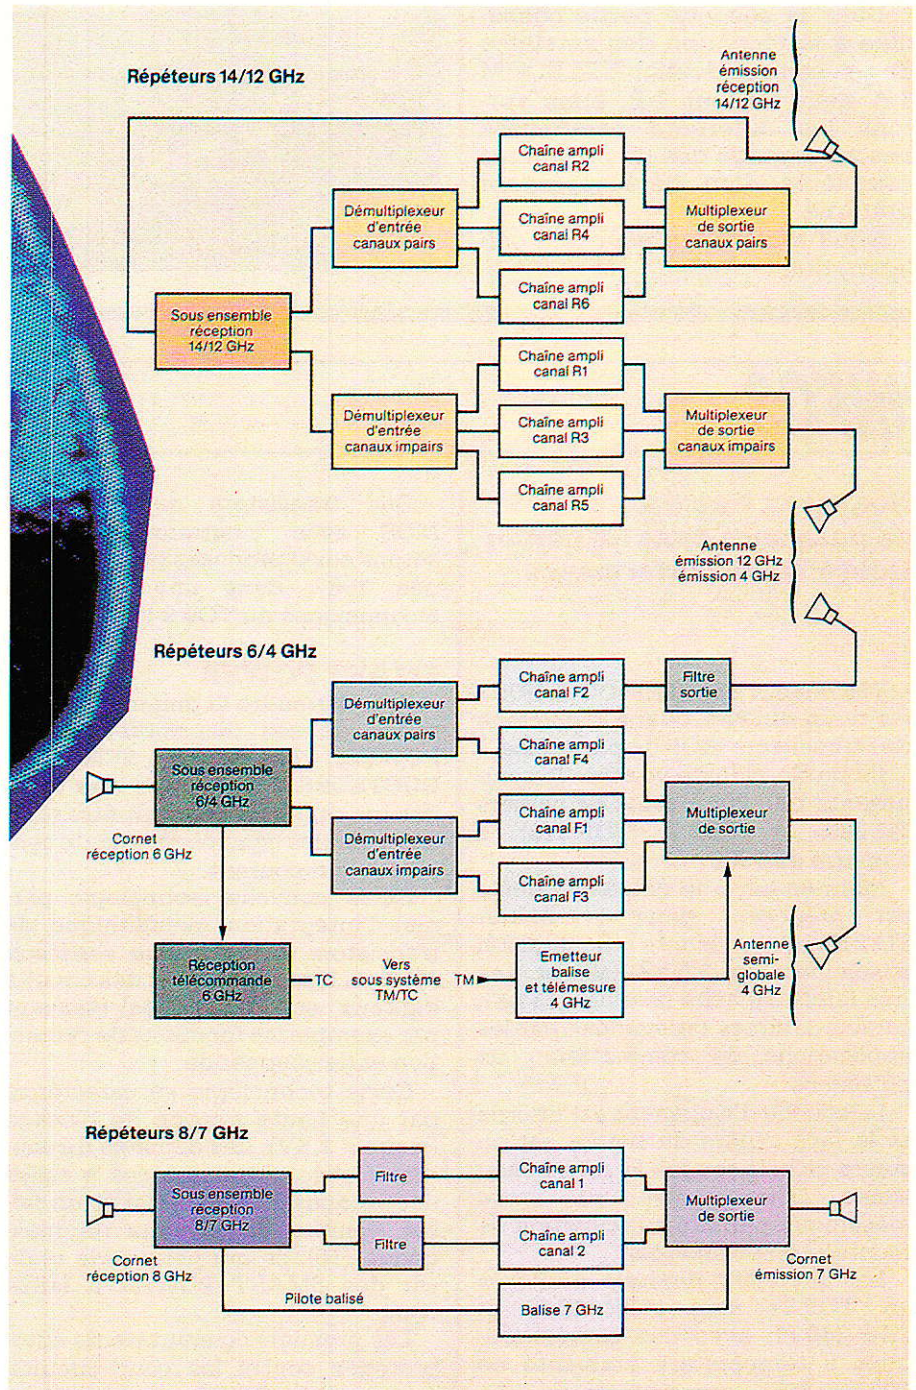 Répéteurs 14/12 GHz
Antenne
émission
réception
14/12 GHz
Chaîne ampli
canal R2
Démultiplexeur
d'entrée
canaux pairs
Chaîne ampli
canal R4
Multiplexeur
de sortie
canaux pairs
Chaîne ampli
canal R6
Sous ensemble
réception
14/12 GHz
Chaîne ampli
canal R1
Démultiplexeur
d'entrée
canaux impairs
Chaîne ampli
canal R3
Multiplexeur
de sortie
canaux impairs
Chaîne ampli
canal R5
Antenne
émission 12 GHz
émission 4 GHz
Répéteurs 6/4 GHz
Démultiplexeur
d'entrée
canaux pairs
Chaîne ampli
canal F2
Filtre
sortie
Chaîne ampli
canal F4
Sous ensemble
réception
6/4 GHz
Cornet
réception 6 GHz
Démultiplexeur
d'entrée
canaux impairs
Chaîne ampli
canal F1
Multiplexeur
de sortie
Chaîne ampli
canal F3
Réception
télécommande
6 GHz
TC
Vers
sous système
TM/TC
TM
Emetteur
balise
et télémesure
4 GHz
Antenne
semi-
globale
4 GHz
Répéteurs 8/7 GHz
Sous ensemble
réception
8/7 GHz
Filtre
Chaîne ampli
canal 1
Multiplexeur
de sortie
Filtre
Chaîne ampli
canal 2
Cornet
réception 8 GHz
Cornet
émission 7 GHz
Pilote balisé
Balise 7 GHz